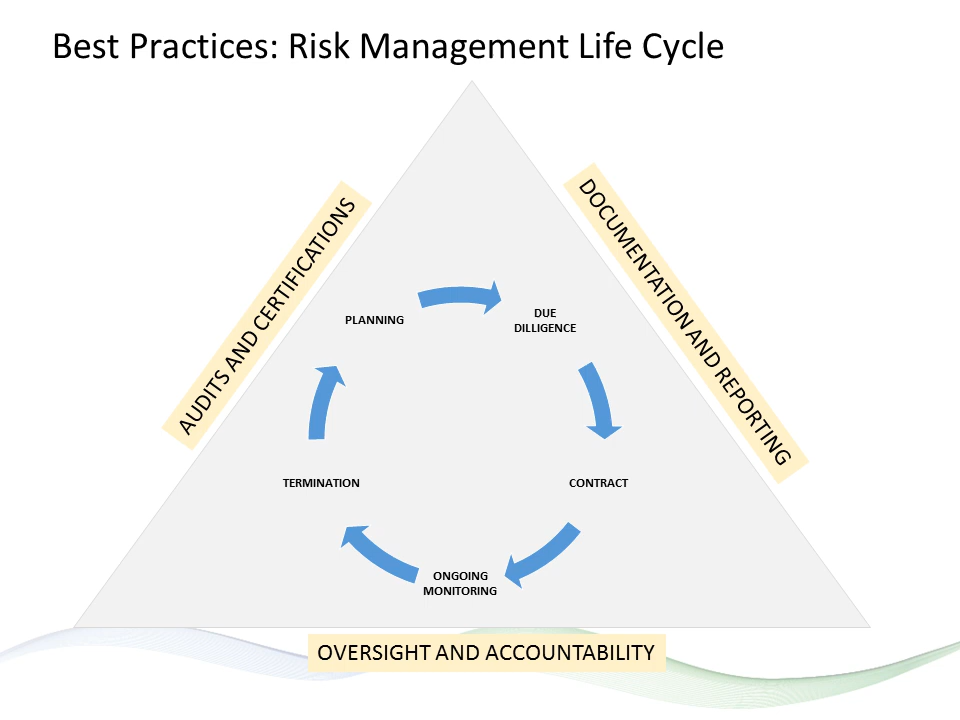 Best Practices: Risk Management Life Cycle
AUDITS AND CERTIFICATIONS
DOCUMENTATION AND REPORTING
PLANNING
DUE
DILLIGENCE
TERMINATION
CONTRACT
ONGOING
MONITORING
OVERSIGHT AND ACCOUNTABILITY